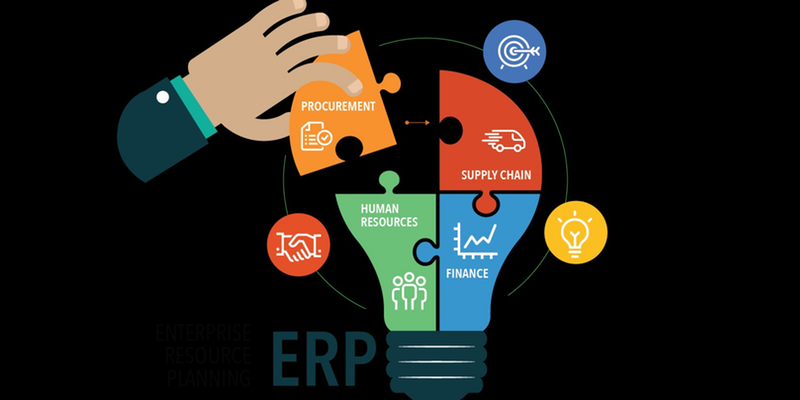 PROCUREMENT
SUPPLY CHAIN
HUMAN
RESOURCES
FINANCE
ENTERPRISE
RESOURCE
PLANNING
ERP